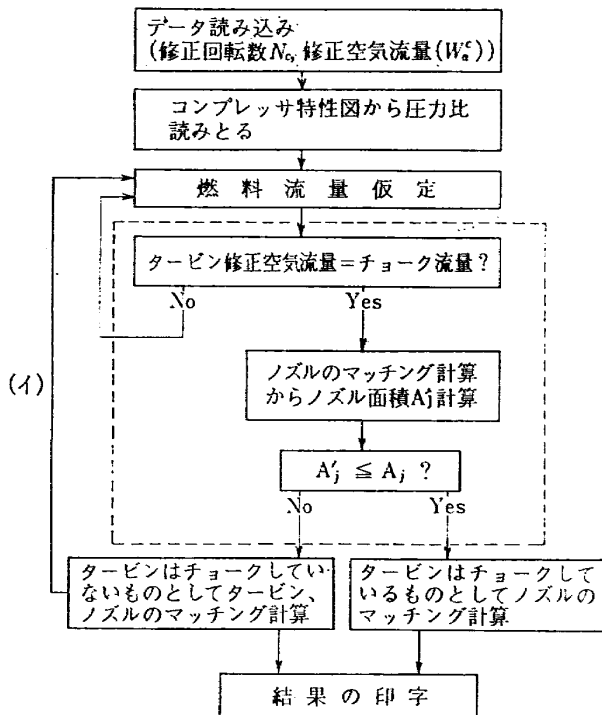 データ読み込み
(修正回転数Nc, 修正空気流量(Wᶜₐ))
コンプレッサ特性図から圧力比
読みとる
燃料流量仮定
タービン修正空気流量=チョーク流量?
No
Yes
(イ)
ノズルのマッチング計算
からノズル面積A'j計算
A'j ≦ Aj ?
No
Yes
タービンはチョークしてい
ないものとしてタービン、
ノズルのマッチング計算
タービンはチョークして
いるものとしてノズルの
マッチング計算
結果の印字